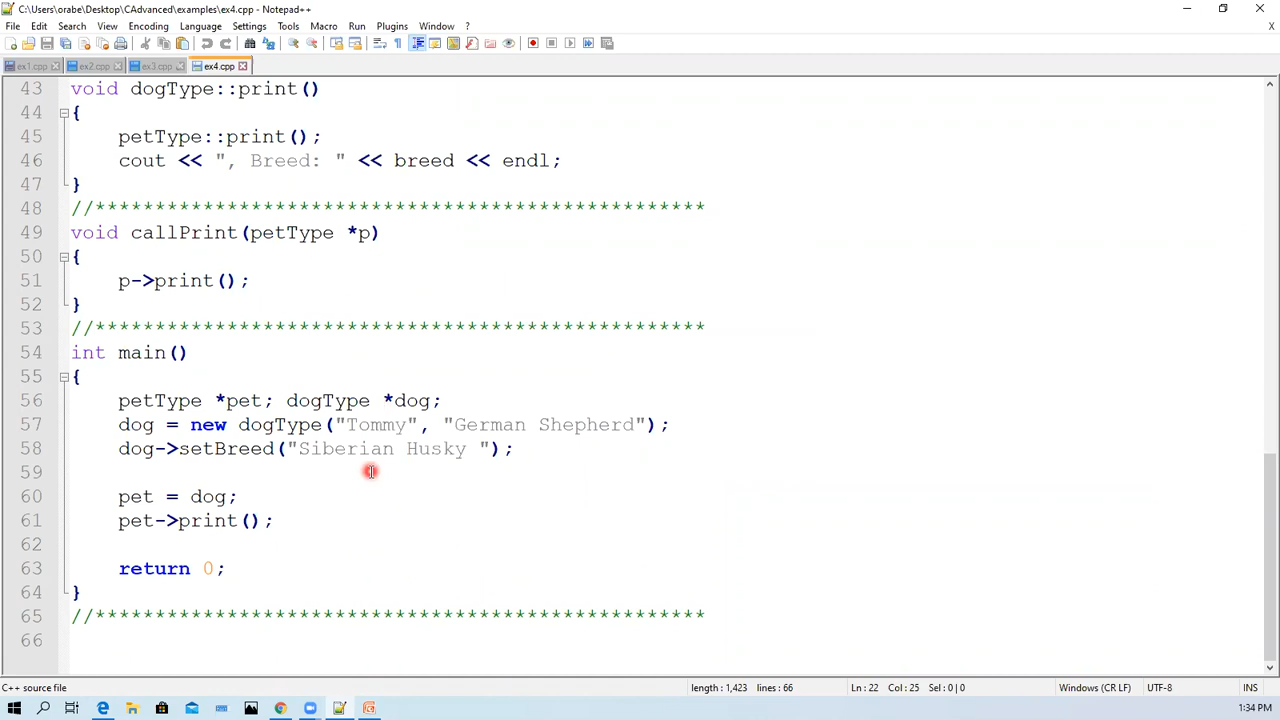 C:\Users\orabe\Desktop\CAdvanced\examples\ex4.cpp - Notepad++
File Edit Search View Encoding Language Settings Tools Macro Run Plugins Window ?
ex1.cpp ex2.cpp ex3.cpp ex4.cpp
43 void dogType::print()
44 {
45 petType::print();
46 cout << ", Breed: " << breed << endl;
47 }
48 //***************************************************
49 void callPrint(petType *p)
50 {
51 p->print();
52 }
53 //***************************************************
54 int main()
55 {
56 petType *pet; dogType *dog;
57 dog = new dogType("Tommy", "German Shepherd");
58 dog->setBreed("Siberian Husky ");
59
60 pet = dog;
61 pet->print();
62
63 return 0;
64 }
65 //***************************************************
66
C++ source file length : 1,423 lines : 66 Ln : 22 Col : 25 Sel : 0 | 0 Windows (CR LF) UTF-8 INS
1:34 PM